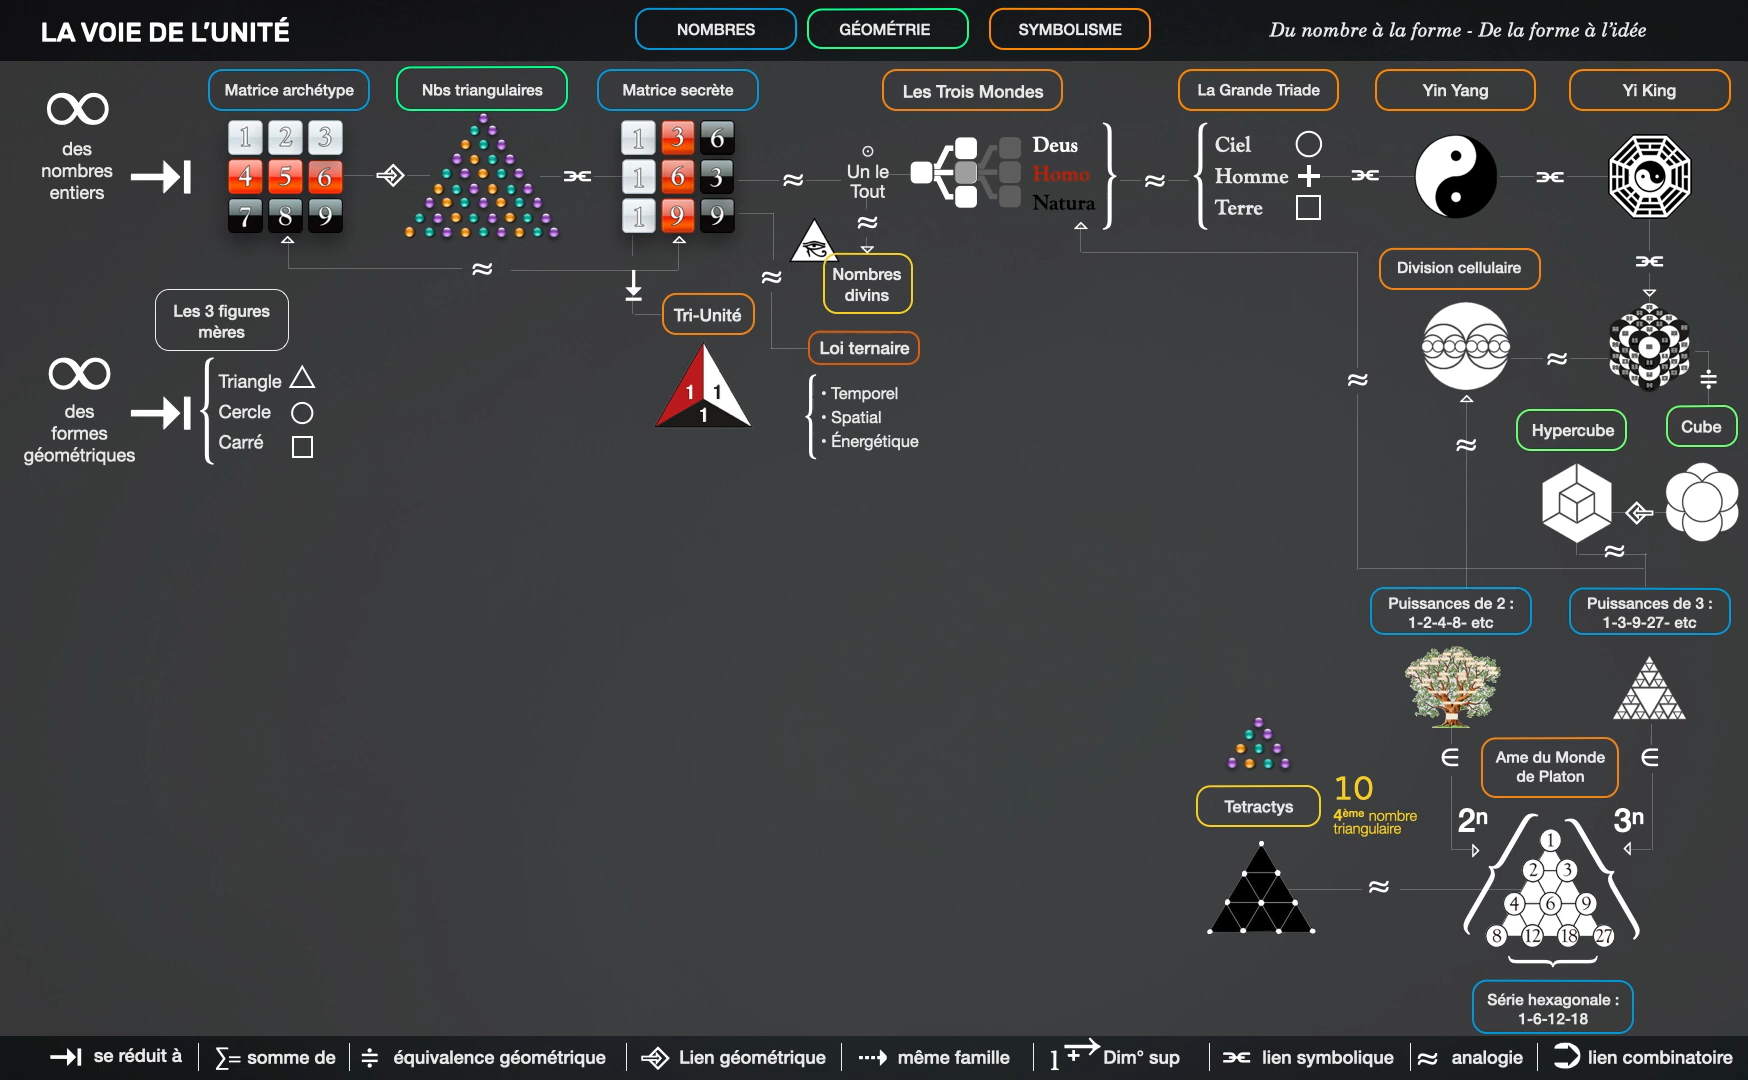 LA VOIE DE L'UNITÉ
NOMBRES
GÉOMÉTRIE
SYMBOLISME
Du nombre à la forme - De la forme à l'idée
∞
des
nombres
entiers
Matrice archétype
1 2 3
4 5 6
7 8 9
Nbs triangulaires
Matrice secrète
1 3 6
1 6 3
1 9 9
≈
Un le
Tout
≈
Nombres
divins
Les Trois Mondes
Deus
Homo
Natura
≈
La Grande Triade
Ciel
Homme
Terre
Yin Yang
Yi King
≈
Tri-Unité
1 1
1
≈
Loi ternaire
• Temporel
• Spatial
• Énergétique
Les 3 figures
mères
∞
des
formes
géométriques
Triangle
Cercle
Carré
Division cellulaire
≈
≈
≈
Hypercube
Cube
≈
Puissances de 2 :
1-2-4-8- etc
Puissances de 3 :
1-3-9-27- etc
∈
∈
Ame du Monde
de Platon
Tetractys
10
4ème nombre
triangulaire
≈
2n
3n
1
2 3
4 6 9
8 12 18 27
Série hexagonale :
1-6-12-18
se réduit à
∑= somme de
équivalence géométrique
Lien géométrique
même famille
1 + Dim° sup
lien symbolique
≈ analogie
lien combinatoire